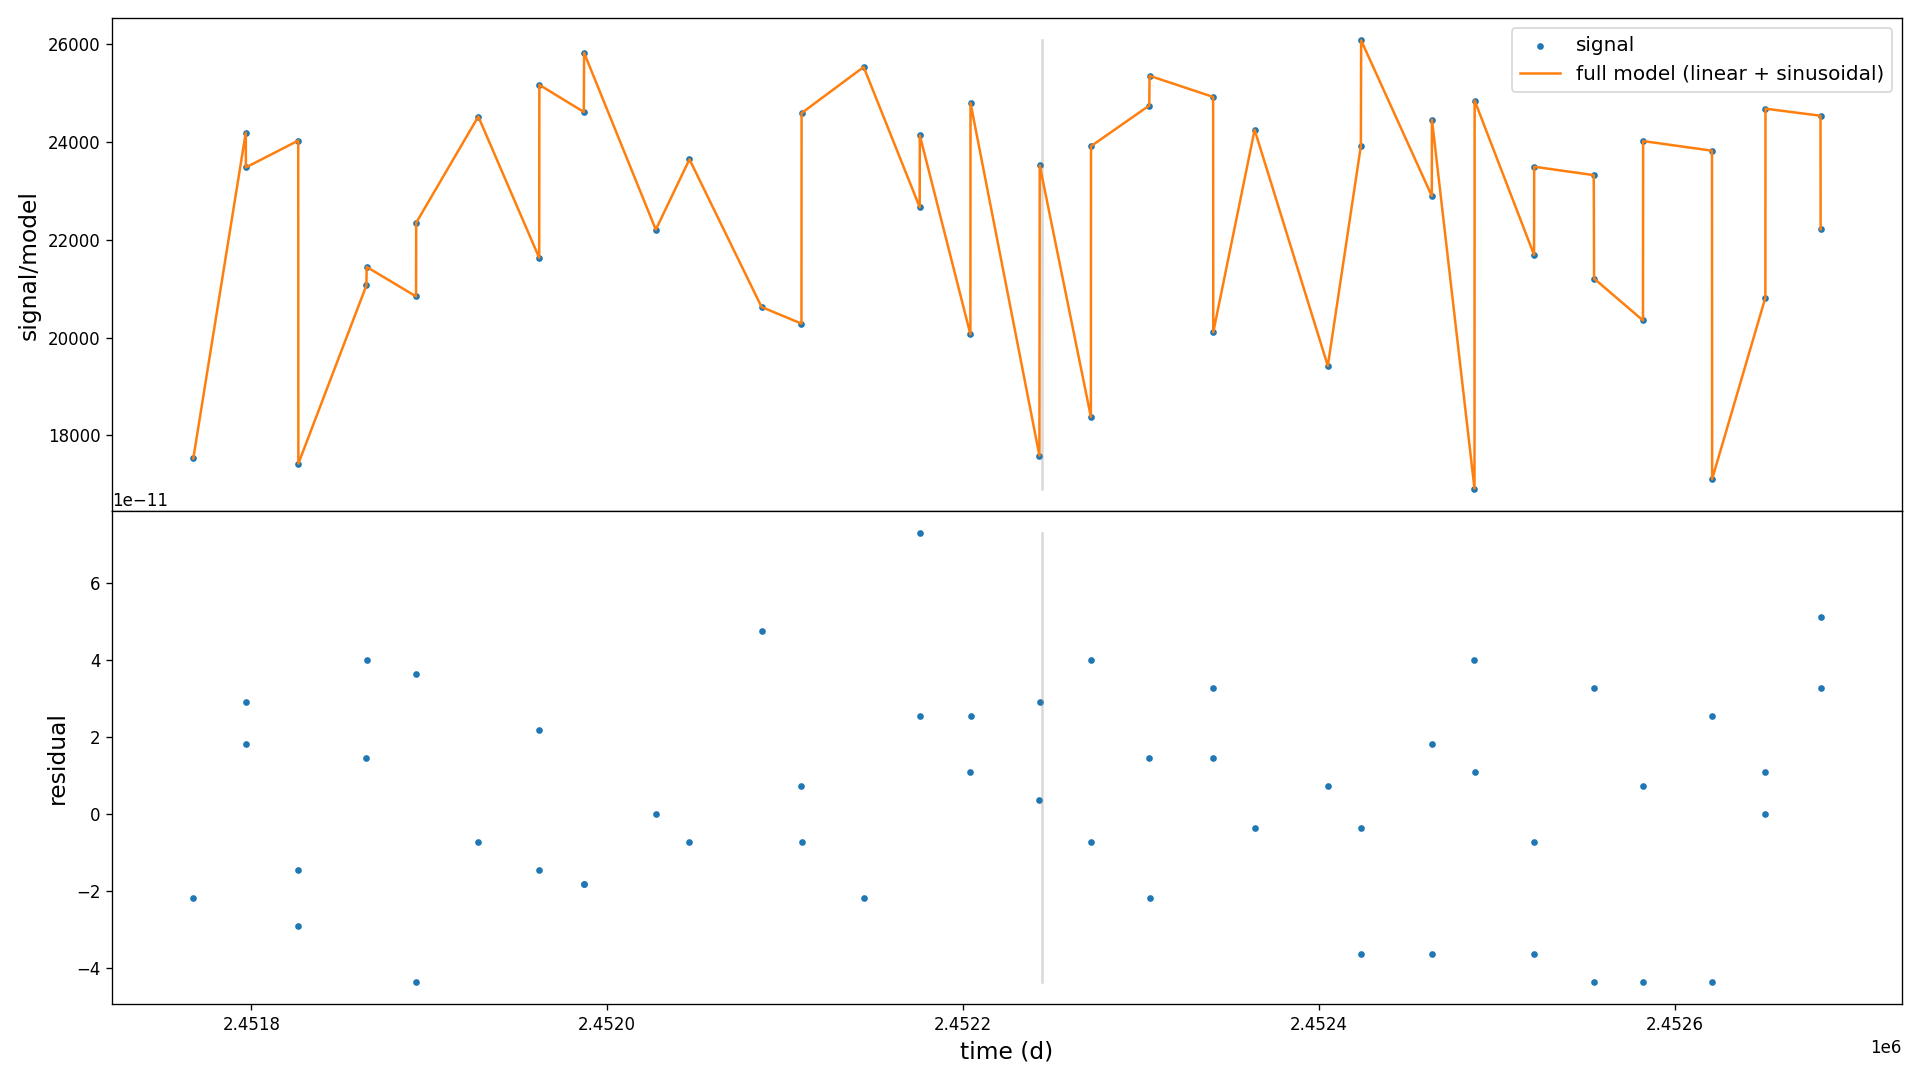 26000
24000
22000
20000
18000
signal/model
signal
full model (linear + sinusoidal)
1e−11
6
4
2
0
−2
−4
residual
2.4518
2.4520
2.4522
2.4524
2.4526
time (d)
1e6